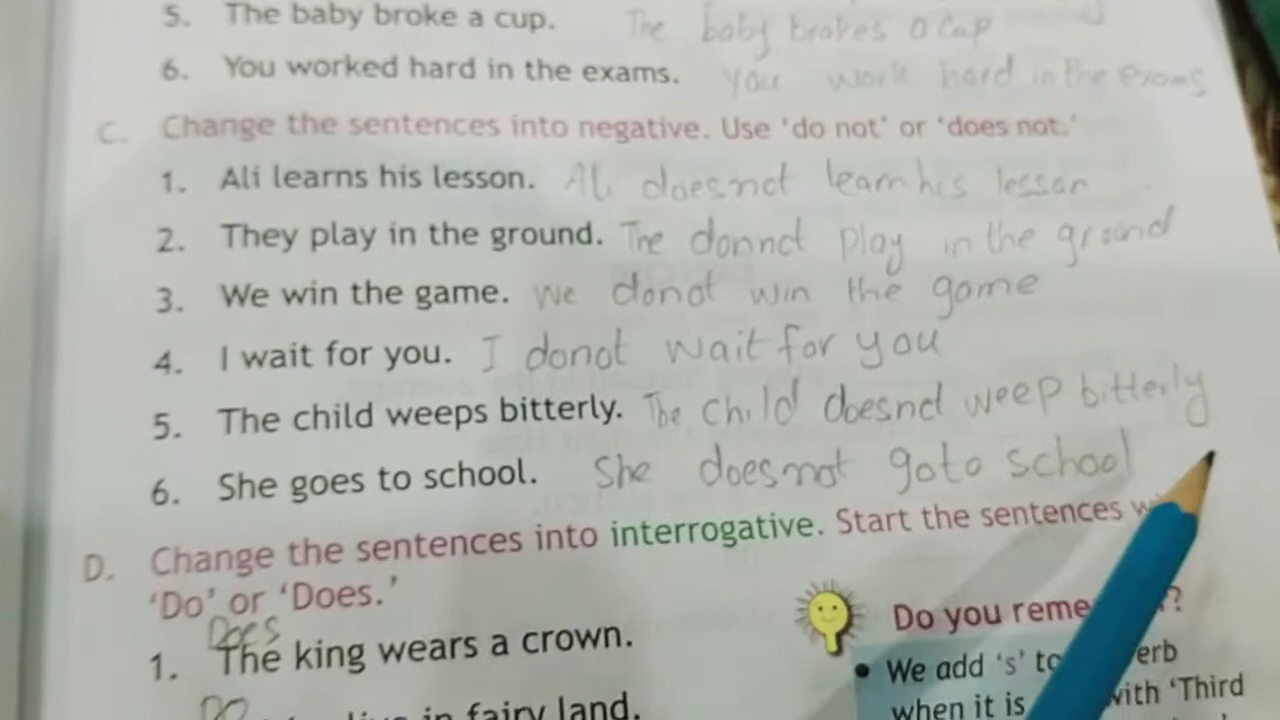 5. The baby broke a cup. The baby brokes a cup
6. You worked hard in the exams. you work hard in the exams
C. Change the sentences into negative. Use ‘do not’ or ‘does not.’
1. Ali learns his lesson. Ali doesnot learn his lesson
2. They play in the ground. The donnot play in the ground
3. We win the game. We donot win the game
4. I wait for you. I donot wait for you
5. The child weeps bitterly. The child doesnot weep bitterly
6. She goes to school. She doesnot goto school
D. Change the sentences into interrogative. Start the sentences
‘Do’ or ‘Does.’
Does
1. The king wears a crown.
Do you reme ?
DO
in fairy land.
• We add ‘s’ to erb
when it is with ‘Third